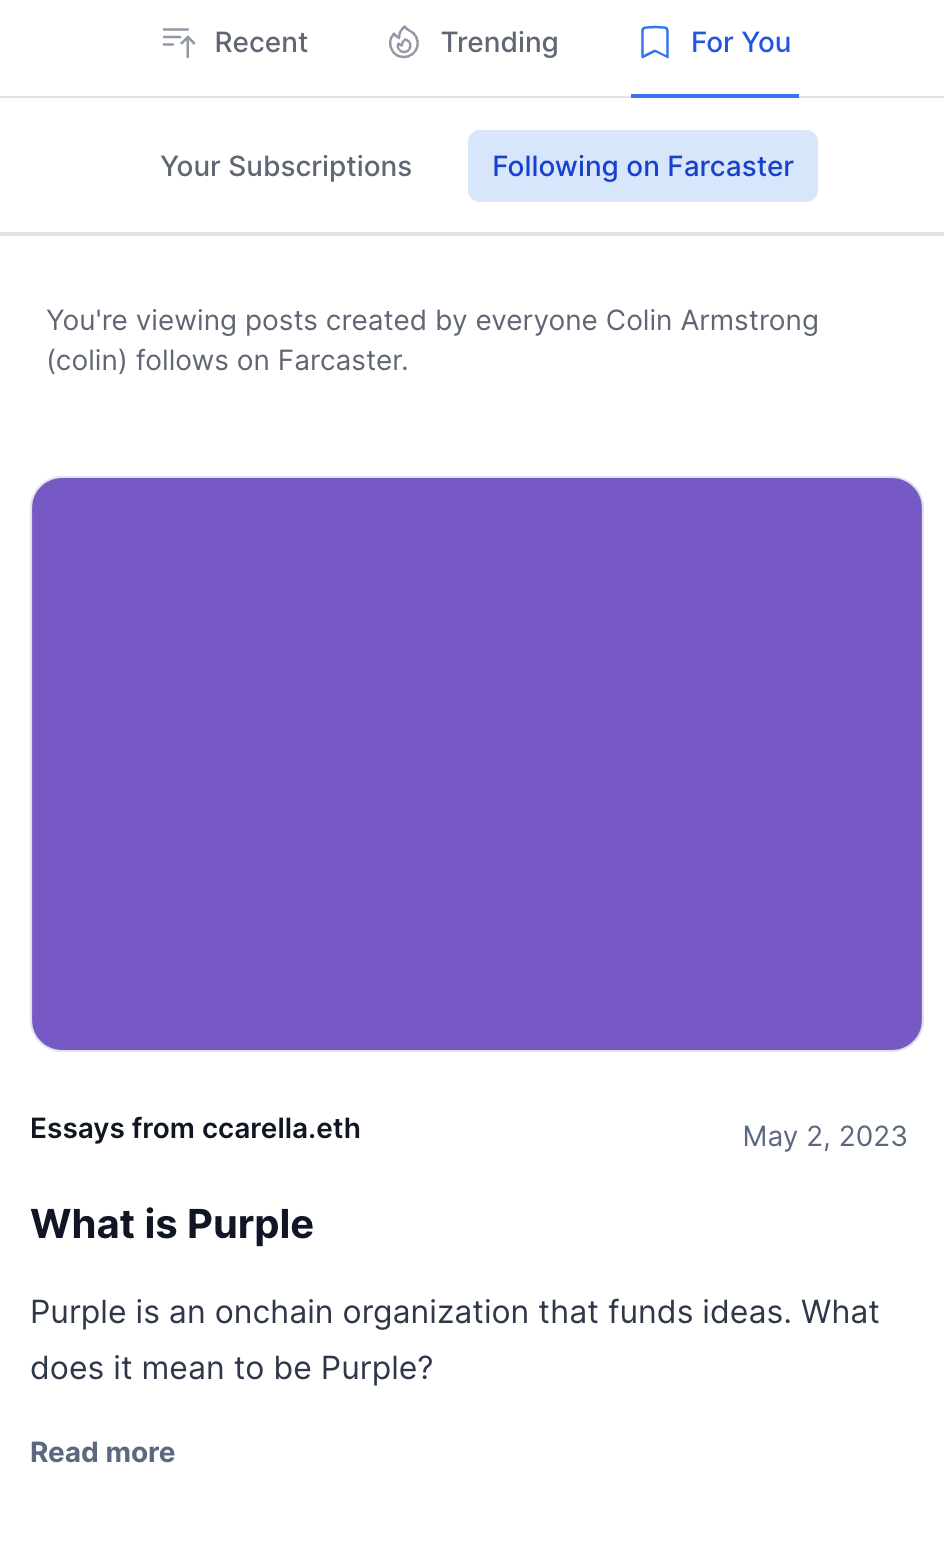 Recent
Trending
For You
Your Subscriptions
Following on Farcaster
You're viewing posts created by everyone Colin Armstrong
(colin) follows on Farcaster.
Essays from ccarella.eth
May 2, 2023
What is Purple
Purple is an onchain organization that funds ideas. What
does it mean to be Purple?
Read more